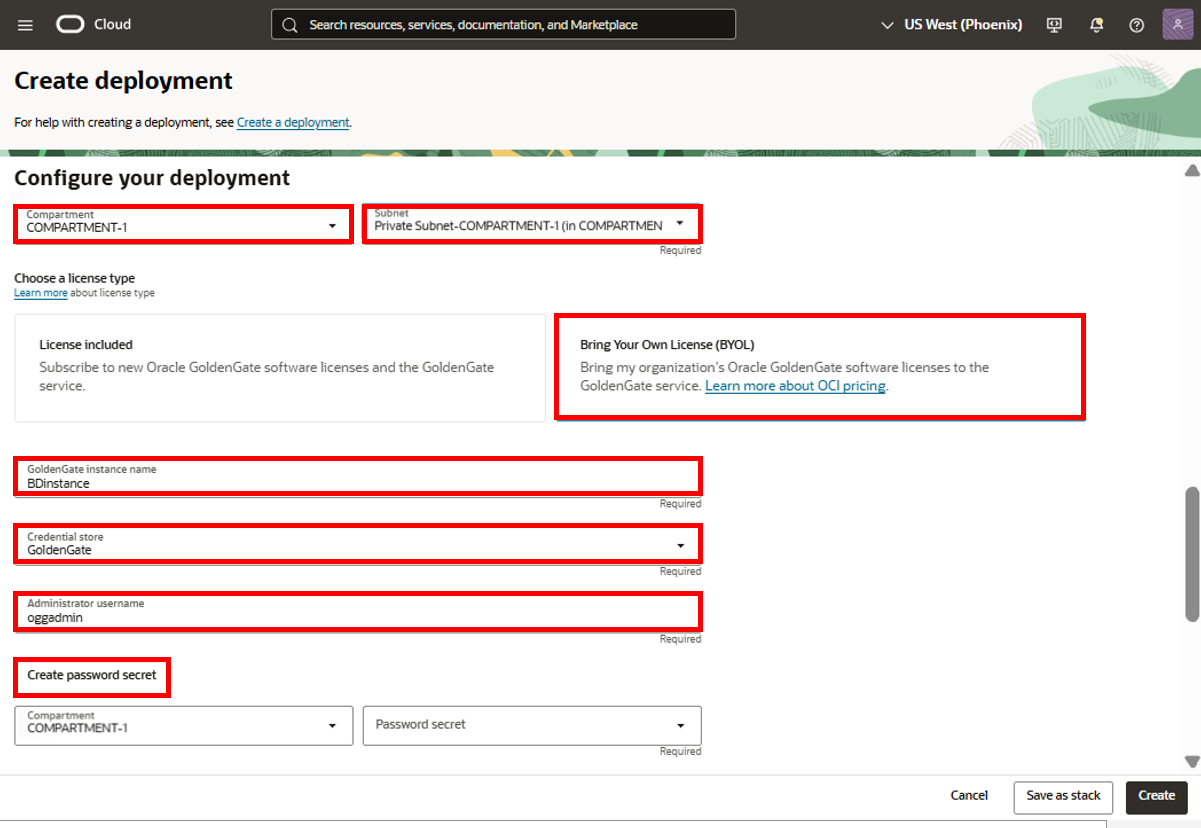 Cloud
Search resources, services, documentation, and Marketplace
US West (Phoenix)
Create deployment
For help with creating a deployment, see Create a deployment.
Configure your deployment
Compartment
COMPARTMENT-1
Subnet
Private Subnet-COMPARTMENT-1 (in COMPARTMEN
Required
Choose a license type
Learn more about license type
License included
Subscribe to new Oracle GoldenGate software licenses and the GoldenGate
service.
Bring Your Own License (BYOL)
Bring my organization's Oracle GoldenGate software licenses to the
GoldenGate service. Learn more about OCI pricing.
GoldenGate instance name
BDinstance
Required
Credential store
GoldenGate
Required
Administrator username
oggadmin
Required
Create password secret
Compartment
COMPARTMENT-1
Password secret
Required
Cancel
Save as stack
Create